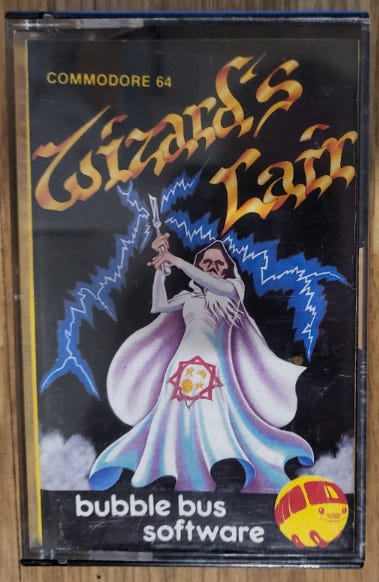 COMMODORE 64
Wizard's
Lair
bubble bus
software